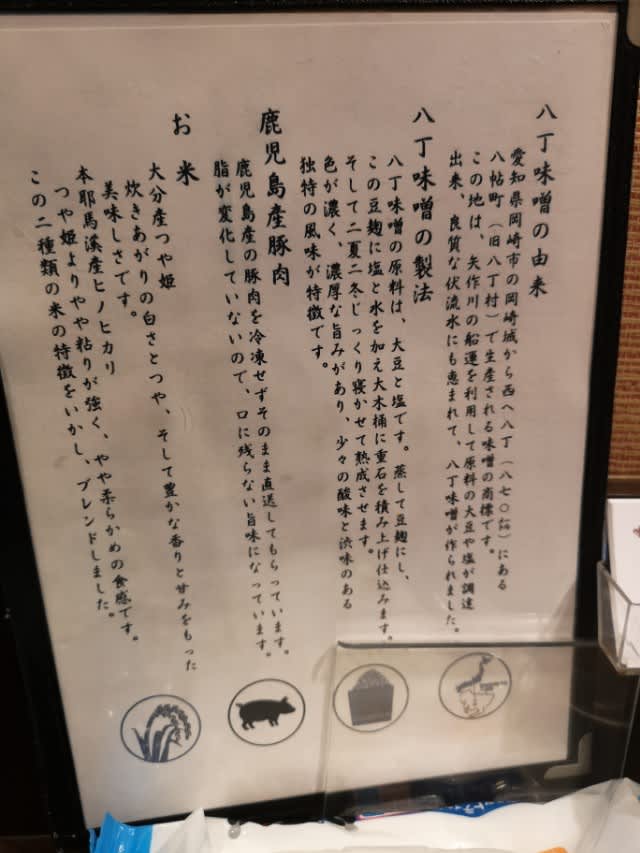 八丁味噌の由来
愛知県岡崎市の岡崎城から西へ八丁（八七〇㍍）にある
八帖町（旧八丁村）で生産される味噌の商標です。
この地は、矢作川の船運を利用して原料の大豆や塩が調達
出来、良質な伏流水にも恵まれて、八丁味噌が作られました。
八丁味噌の製法
八丁味噌の原料は、大豆と塩です。蒸して豆麹にし、
この豆麹に塩と水を加え大木桶に重石を積み上げ仕込みます。
そして二夏二冬じっくり寝かせて熟成させます。
色が濃く、濃厚な旨みがあり、少々の酸味と渋味のある
独特の風味が特徴です。
鹿児島産豚肉
鹿児島産の豚肉を冷凍せずそのまま直送してもらっています。
脂が変化していないので、口に残らない旨味になっています。
お米
大分産つや姫
炊きあがりの白さとつや、そして豊かな香りと甘みをもった
美味しさです。
本耶馬渓産ヒノヒカリ
つや姫よりやや粘りが強く、やや柔らかめの食感です。
この二種類の米の特徴をいかし、ブレンドしました。